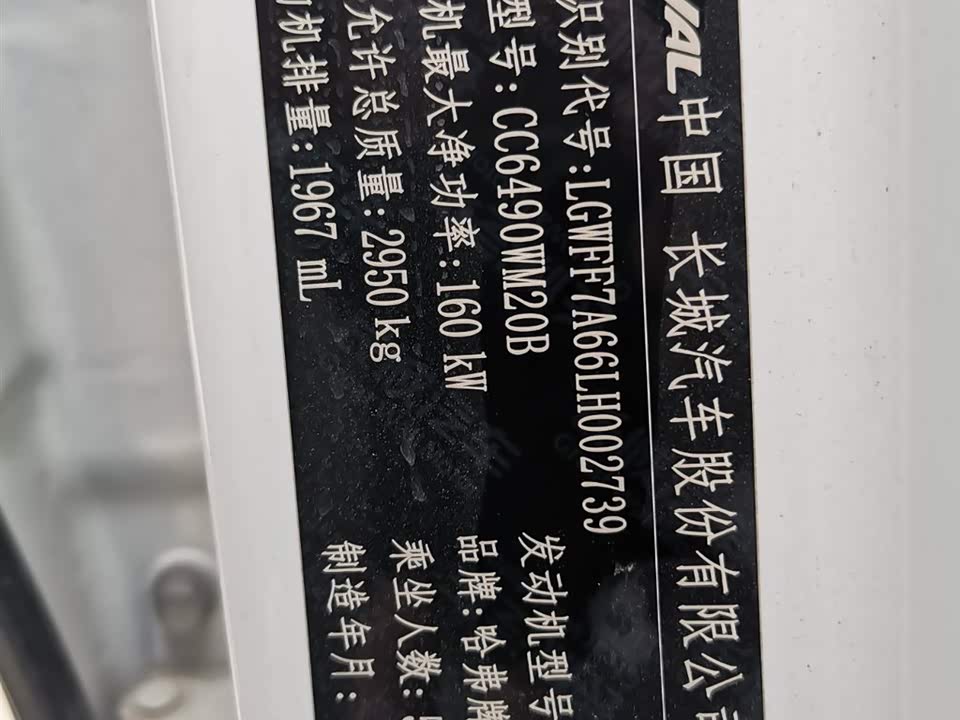 VAL 中国 长城汽车股份有限公司
识别代号:LGWFF7A66LH002739
型号:CC6490WM20B 发动机型号
机最大净功率:160 kW 品牌:哈弗牌
允许总质量:2950 kg 乘坐人数:
机排量:1967 mL 制造年月: